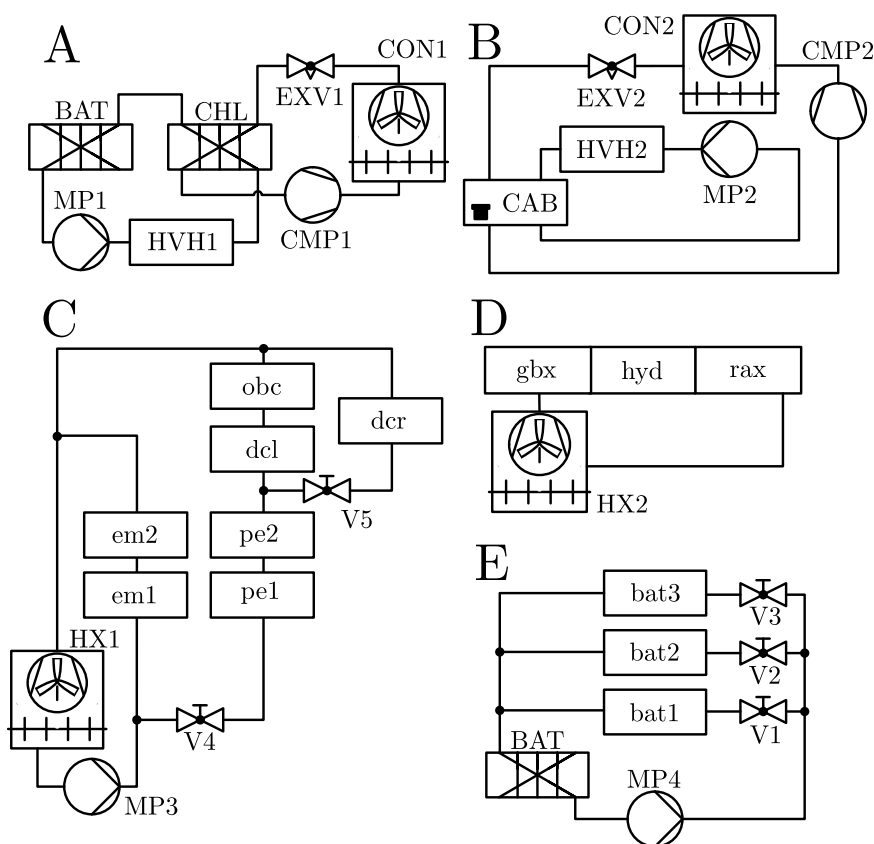 A
CON1
BAT
CHL
EXV1
MP1
HVH1
CMP1
B
CON2
CMP2
EXV2
HVH2
MP2
CAB
C
obc
dcl
dcr
V5
em2
pe2
em1
pe1
HX1
V4
MP3
D
gbx hyd rax
HX2
E
bat3
V3
bat2
V2
bat1
V1
BAT
MP4